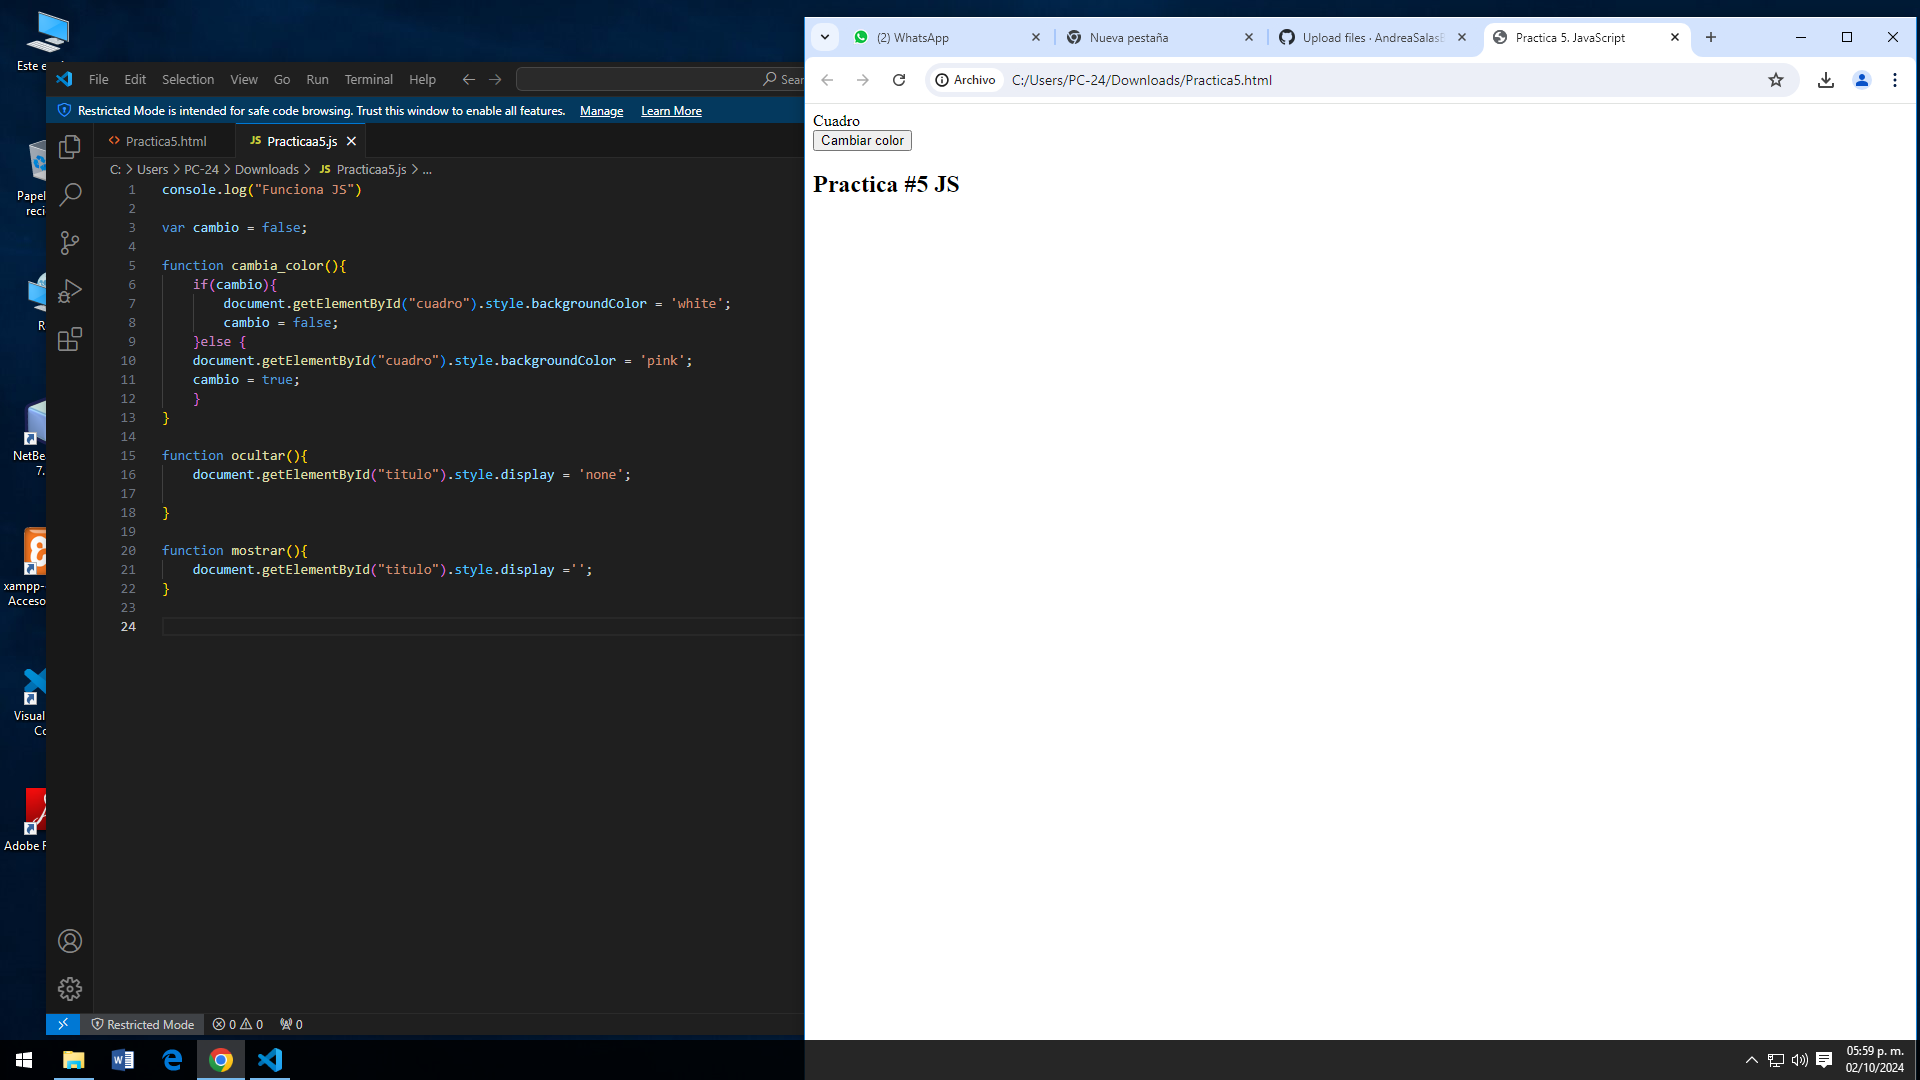 Este e
Papel
reci
R
NetBe
7.
xampp-
Acceso
Visual
Co
Adobe F
File Edit Selection View Go Run Terminal Help Sear
Restricted Mode is intended for safe code browsing. Trust this window to enable all features. Manage Learn More
<> Practica5.html JS Practicaa5.js
C: > Users > PC-24 > Downloads > JS Practicaa5.js > ...
1 console.log("Funciona JS")
2
3 var cambio = false;
4
5 function cambia_color(){
6 if(cambio){
7 document.getElementById("cuadro").style.backgroundColor = 'white';
8 cambio = false;
9 }else {
10 document.getElementById("cuadro").style.backgroundColor = 'pink';
11 cambio = true;
12 }
13 }
14
15 function ocultar(){
16 document.getElementById("titulo").style.display = 'none';
17
18 }
19
20 function mostrar(){
21 document.getElementById("titulo").style.display ='';
22 }
23
24
Restricted Mode 0 0 0
(2) WhatsApp Nueva pestaña Upload files · AndreaSalasB Practica 5. JavaScript
Archivo C:/Users/PC-24/Downloads/Practica5.html
Cuadro
Cambiar color
Practica #5 JS
05:59 p. m.
02/10/2024